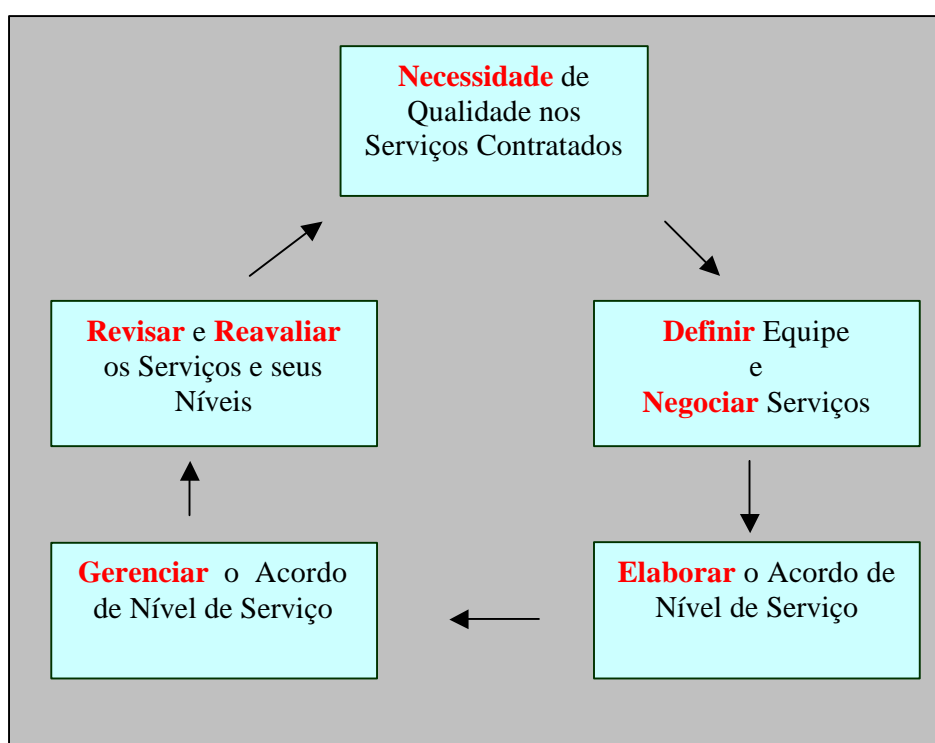 Necessidade de
Qualidade nos
Serviços Contratados
Revisar e Reavaliar
os Serviços e seus
Níveis
Definir Equipe
e
Negociar Serviços
Gerenciar o Acordo
de Nível de Serviço
Elaborar o Acordo de
Nível de Serviço